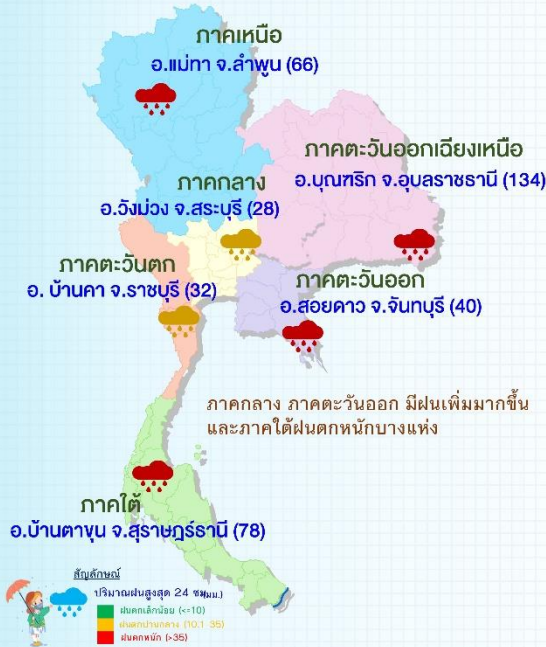 ภาคเหนือ
อ.แม่ทา จ.ลำพูน (66)
ภาคตะวันออกเฉียงเหนือ
อ.บุณฑริก จ.อุบลราชธานี (134)
ภาคกลาง
อ.วังม่วง จ.สระบุรี (28)
ภาคตะวันตก
อ. บ้านคา จ.ราชบุรี (32)
ภาคตะวันออก
อ.สอยดาว จ.จันทบุรี (40)
ภาคกลาง ภาคตะวันออก มีฝนเพิ่มมากขึ้น
และภาคใต้ฝนตกหนักบางแห่ง
ภาคใต้
อ.บ้านตาขุน จ.สุราษฎร์ธานี (78)
สัญลักษณ์
ปริมาณฝนสูงสุด 24 ชม.(มม.)
ฝนตกเล็กน้อย (<=10)
ฝนตกปานกลาง (10.1-35)
ฝนตกหนัก (>35)